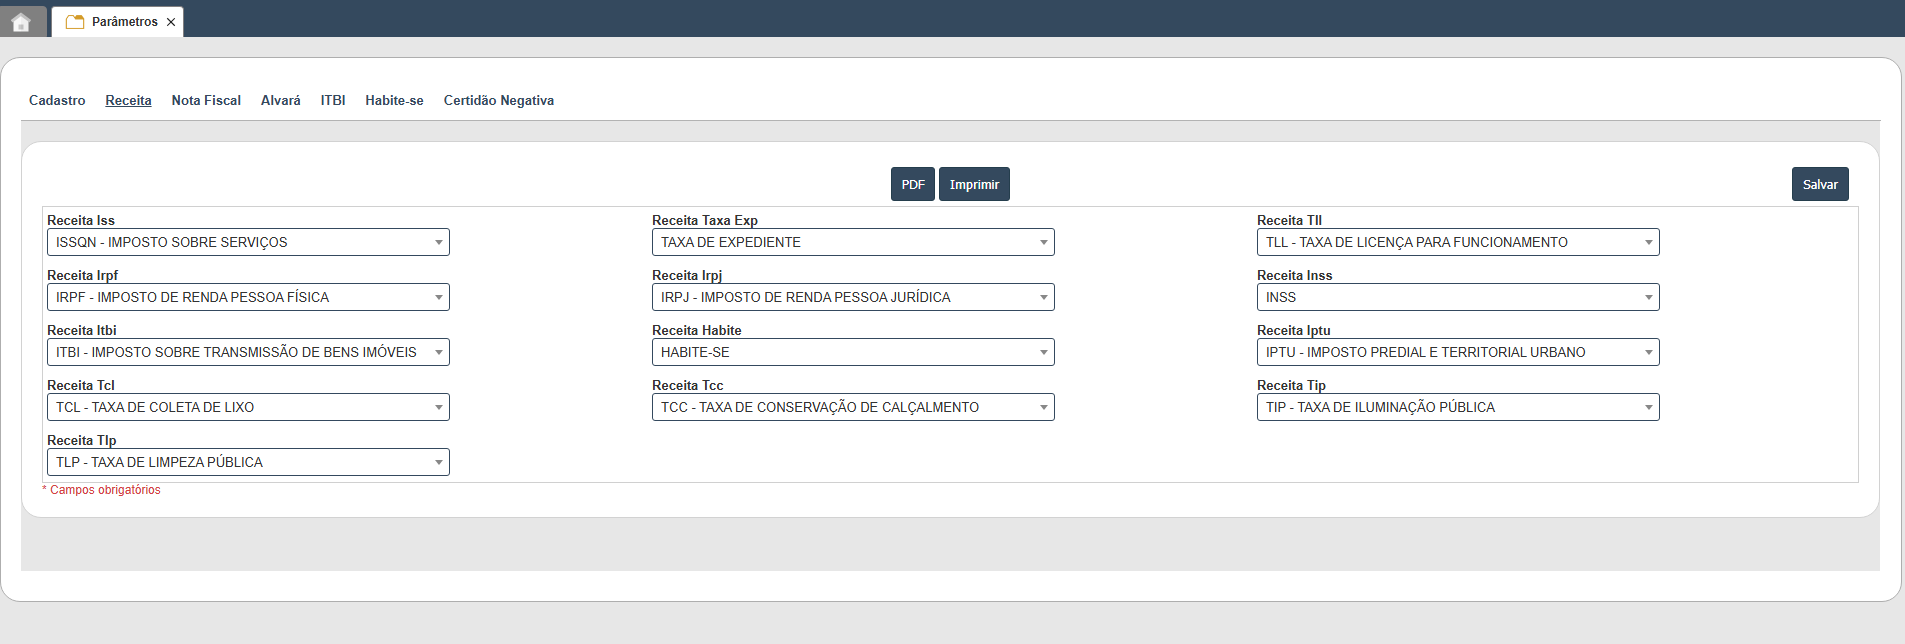 Parâmetros
Cadastro Receita Nota Fiscal Alvará ITBI Habite-se Certidão Negativa
PDF Imprimir Salvar
Receita Iss Receita Taxa Exp Receita Tll
ISSQN - IMPOSTO SOBRE SERVIÇOS TAXA DE EXPEDIENTE TLL - TAXA DE LICENÇA PARA FUNCIONAMENTO
Receita Irpf Receita Irpj Receita Inss
IRPF - IMPOSTO DE RENDA PESSOA FÍSICA IRPJ - IMPOSTO DE RENDA PESSOA JURÍDICA INSS
Receita Itbi Receita Habite Receita Iptu
ITBI - IMPOSTO SOBRE TRANSMISSÃO DE BENS IMÓVEIS HABITE-SE IPTU - IMPOSTO PREDIAL E TERRITORIAL URBANO
Receita Tcl Receita Tcc Receita Tip
TCL - TAXA DE COLETA DE LIXO TCC - TAXA DE CONSERVAÇÃO DE CALÇALMENTO TIP - TAXA DE ILUMINAÇÃO PÚBLICA
Receita Tlp
TLP - TAXA DE LIMPEZA PÚBLICA
* Campos obrigatórios